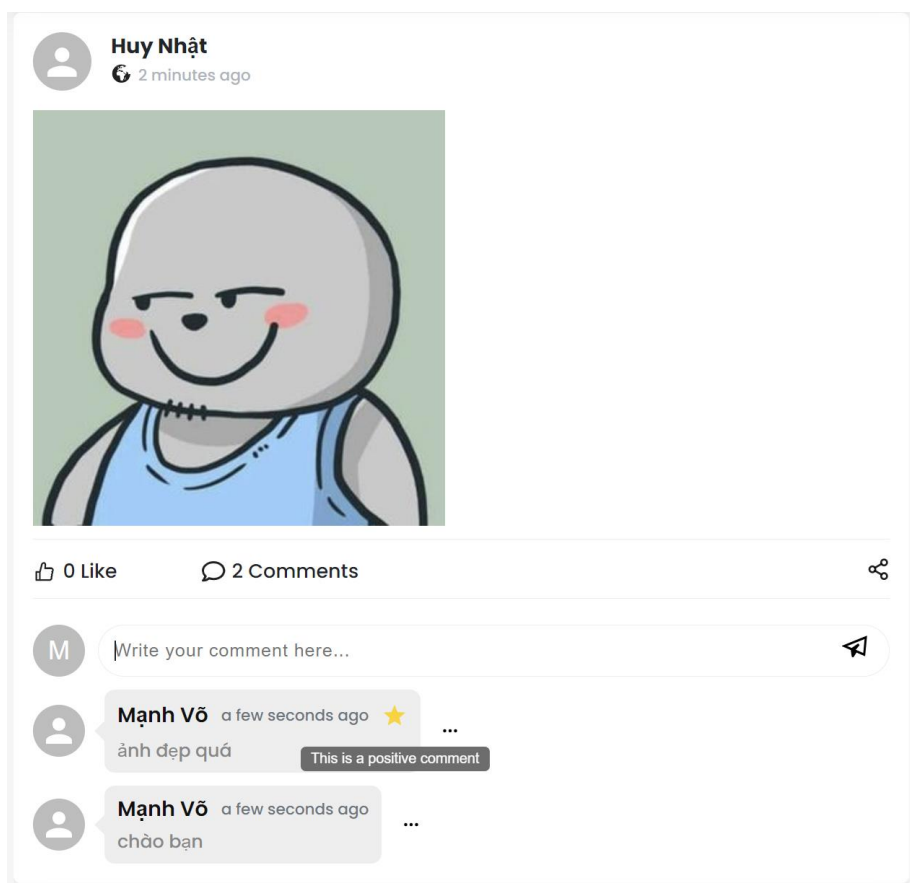 Huy Nhật
2 minutes ago
0 Like
2 Comments
M
Write your comment here...
Mạnh Võ a few seconds ago
ảnh đẹp quá
This is a positive comment
Mạnh Võ a few seconds ago
chào bạn